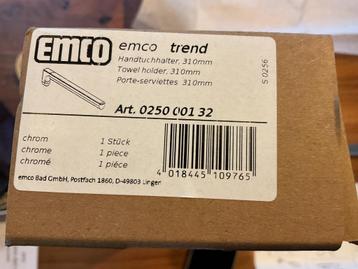 EMCO
emco trend
Handtuchhalter, 310mm
Towel holder, 310mm
Porte-serviettes 310mm
S 0256
Art. 0250 001 32
chrom 1 Stück
chrome 1 piece
chromé 1 pièce
emco Bad GmbH, Postfach 1860, D-49803 Lingen
4 018445 109765